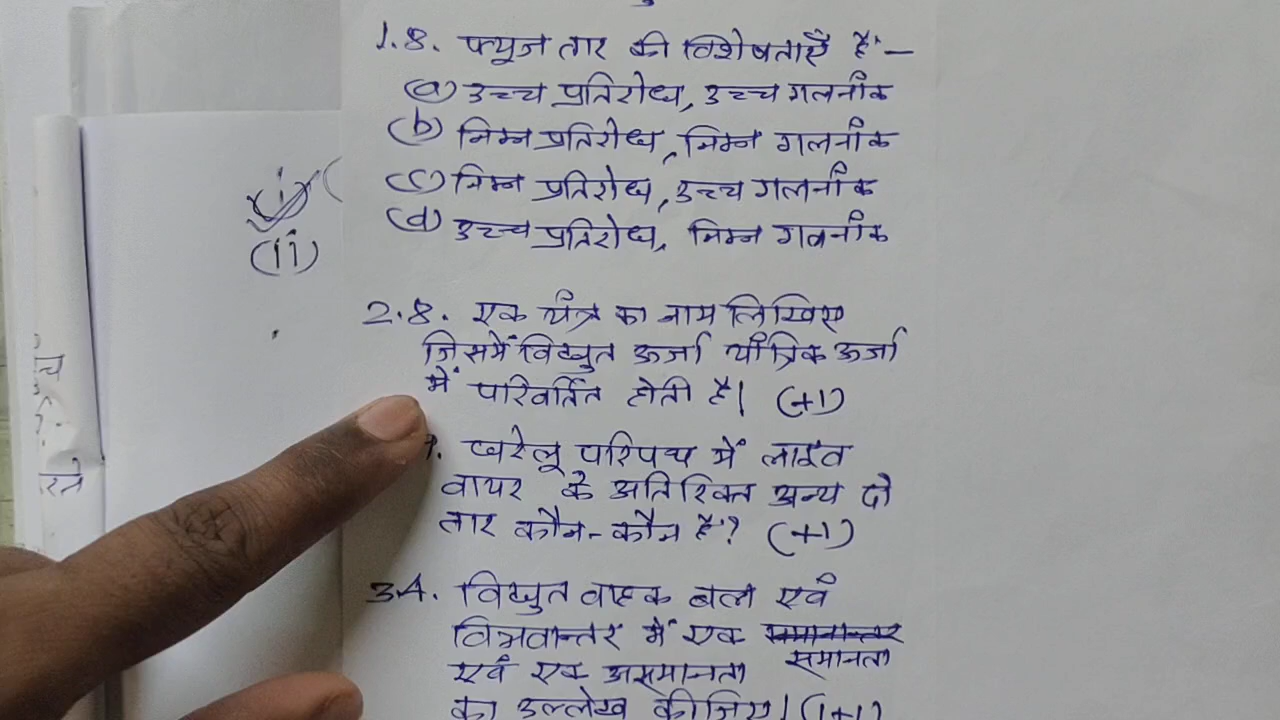 1.8. फ्यूज तार की विशेषताएँ हैं -
(a) उच्च प्रतिरोध, उच्च गलनांक
(b) निम्न प्रतिरोध, निम्न गलनांक
(c) निम्न प्रतिरोध, उच्च गलनांक
(d) उच्च प्रतिरोध, निम्न गलनांक
(i)
(ii)
2.8. एक यंत्र का नाम लिखिए
जिसमें विद्युत ऊर्जा यांत्रिक ऊर्जा
में परिवर्तित होती है। (+1)
घरेलू परिपथ में लाइव
वायर के अतिरिक्त अन्य दो
तार कौन-कौन हैं? (+1)
3.4. विद्युत वाहक बल एवं
विभवान्तर में एक समानता
एवं एक असमानता
का उल्लेख कीजिए। (1+1)